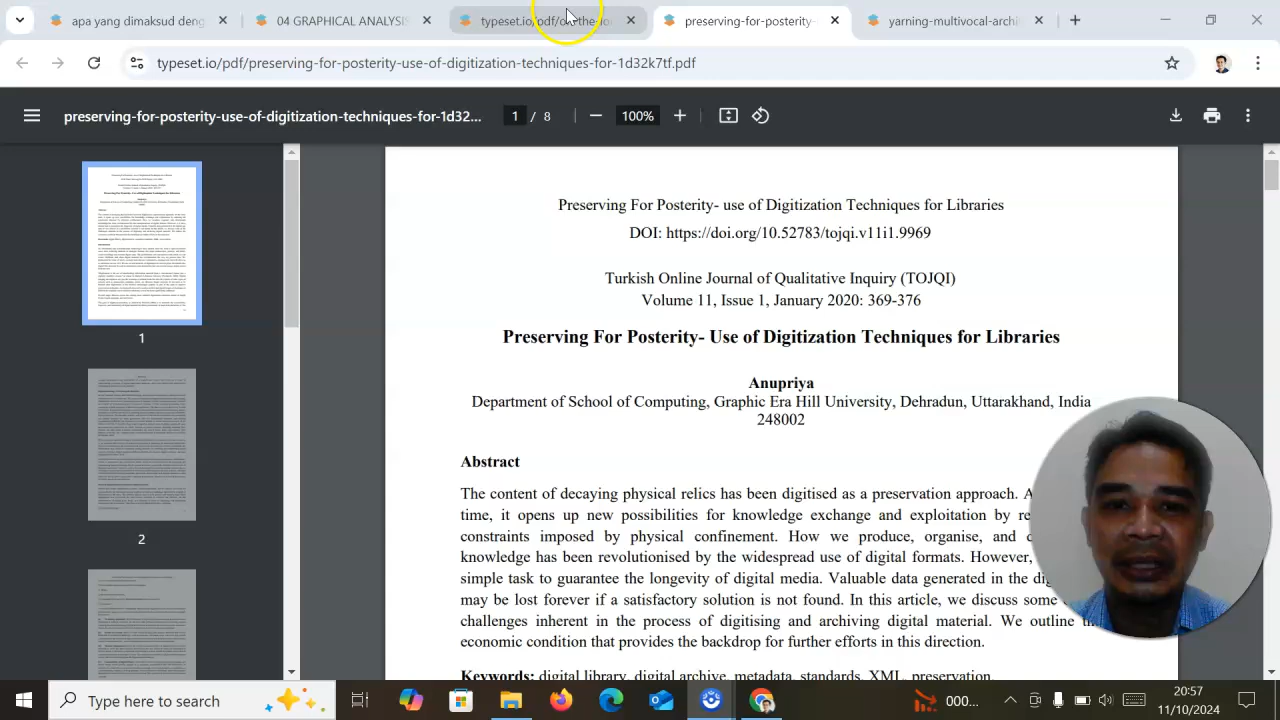 apa yang dimaksud deng
04 GRAPHICAL ANALYSIS
typeset.io/pdf/o
preserving-for-posterity-
yarning-multivocal-archi
typeset.io/pdf/preserving-for-posterity-use-of-digitization-techniques-for-1d32k7tf.pdf
preserving-for-posterity-use-of-digitization-techniques-for-1d32...
1 / 8
100%
Preserving For Posterity- use of Digitization Techniques for Libraries
DOI: https://doi.org/10.52783/tojqi.v11i1.9969
Turkish Online Journal of Qualitative Inquiry (TOJQI)
Volume 11, Issue 1, January 2020: 369-376
Preserving For Posterity- Use of Digitization Techniques for Libraries
Anupriya
Department of School of Computing, Graphic Era Hill University, Dehradun, Uttarakhand, India
248002
Abstract
The content of decaying physical relics has been digitised as a preservation approach. A
time, it opens up new possibilities for knowledge exchange and exploitation by re
constraints imposed by physical confinement. How we produce, organise, and
knowledge has been revolutionised by the widespread use of digital formats. However,
simple task to guarantee the longevity of digital media. Valuable data generated in the
may be lost forever if a satisfactory solution is not found. In this article, we discuss some
challenges inherent in the process of digitising and archiving digital material. We outline
economic condition that provides the backdrop for further efforts in this direction.
Keywords: digital library, digital archive, metadata, standards, XML, preservation
1
2
Type here to search
000...
20:57
11/10/2024